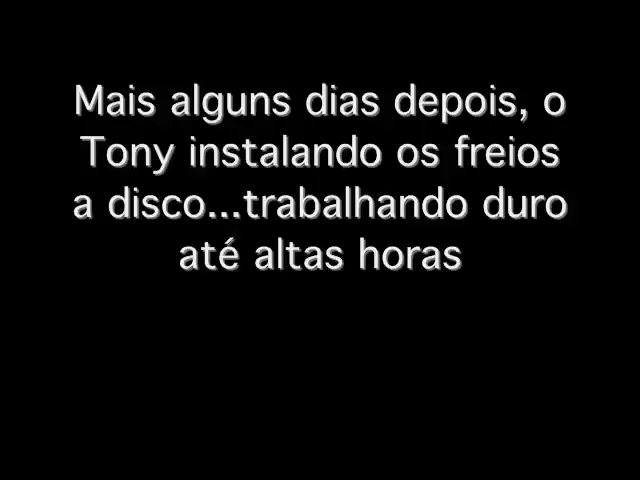 Mais alguns dias depois, o
Tony instalando os freios
a disco...trabalhando duro
até altas horas